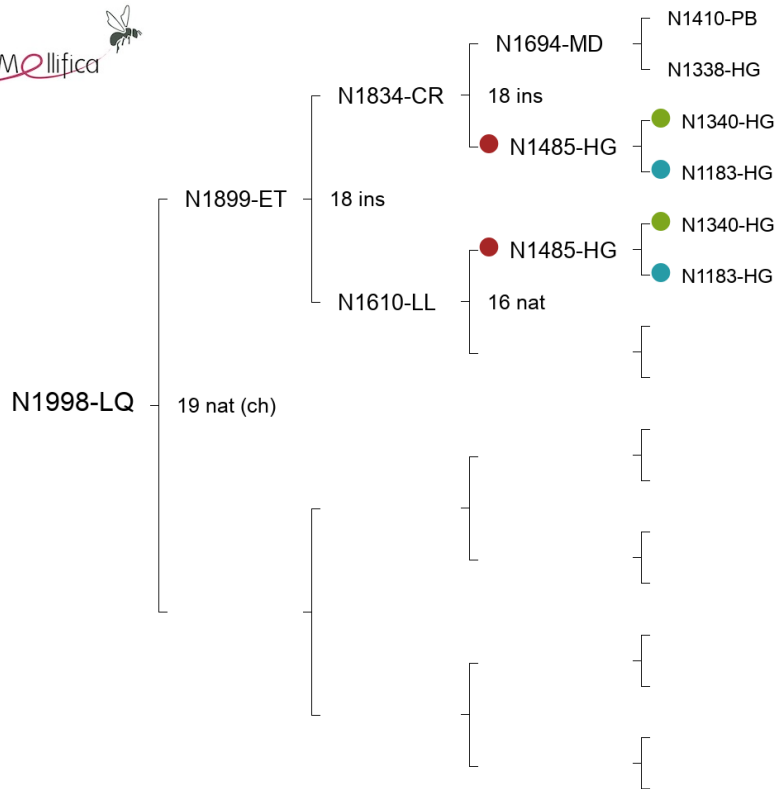 Mellifica
N1410-PB
N1694-MD
N1338-HG
N1834-CR
18 ins
N1340-HG
N1485-HG
N1183-HG
N1899-ET
18 ins
N1340-HG
N1485-HG
N1183-HG
N1610-LL
16 nat
N1998-LQ
19 nat (ch)